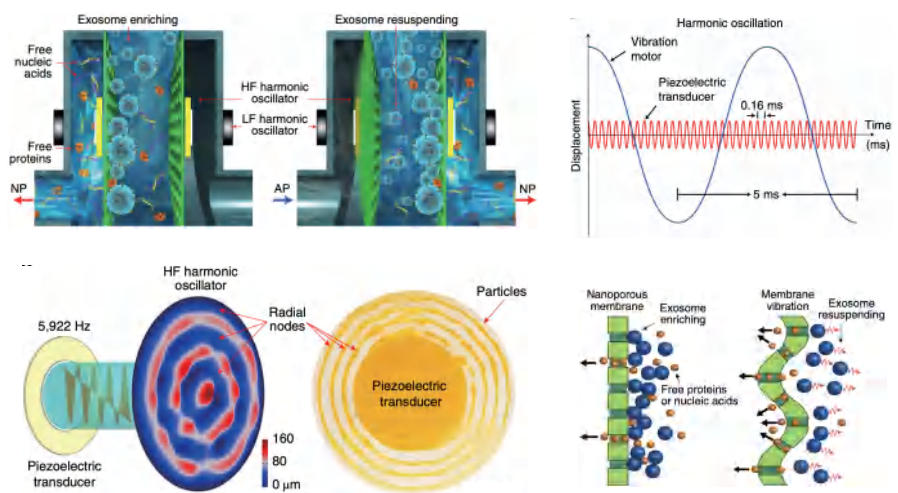 Exosome enriching
Exosome resuspending
Free
nucleic
acids
HF harmonic
oscillator
LF harmonic
oscillator
Free
proteins
NP
AP
NP
Harmonic oscillation
Vibration
motor
Piezoelectric
transducer
0.16 ms
Displacement
Time
(ms)
5 ms
HF harmonic
oscillator
5,922 Hz
Radial
nodes
Particles
Piezoelectric
transducer
Piezoelectric
transducer
160
80
0 μm
Nanoporous
membrane
Exosome
enriching
Free proteins
or nucleic acids
Membrane
vibration
Exosome
resuspending